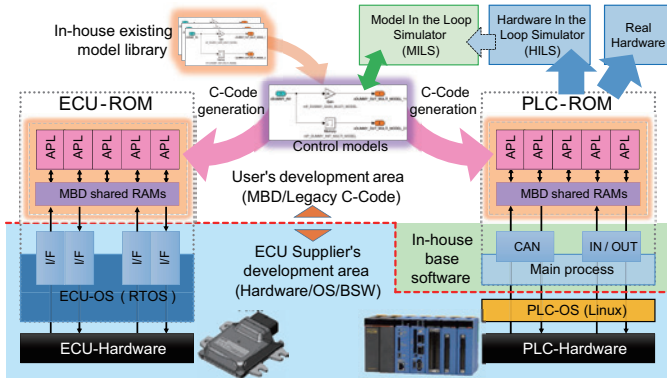 In-house existing
model library
Model In the Loop
Simulator
(MILS)
Hardware In the
Loop Simulator
(HILS)
Real
Hardware
C-Code
generation
C-Code
generation
Control models
ECU-ROM
APL
APL
APL
APL
APL
MBD shared RAMs
PLC-ROM
APL
APL
APL
APL
APL
MBD shared RAMs
User's development area
(MBD/Legacy C-Code)
ECU Supplier's
development area
(Hardware/OS/BSW)
I/F
I/F
I/F
I/F
ECU-OS (RTOS)
ECU-Hardware
In-house
base
software
CAN
IN / OUT
Main process
PLC-OS (Linux)
PLC-Hardware